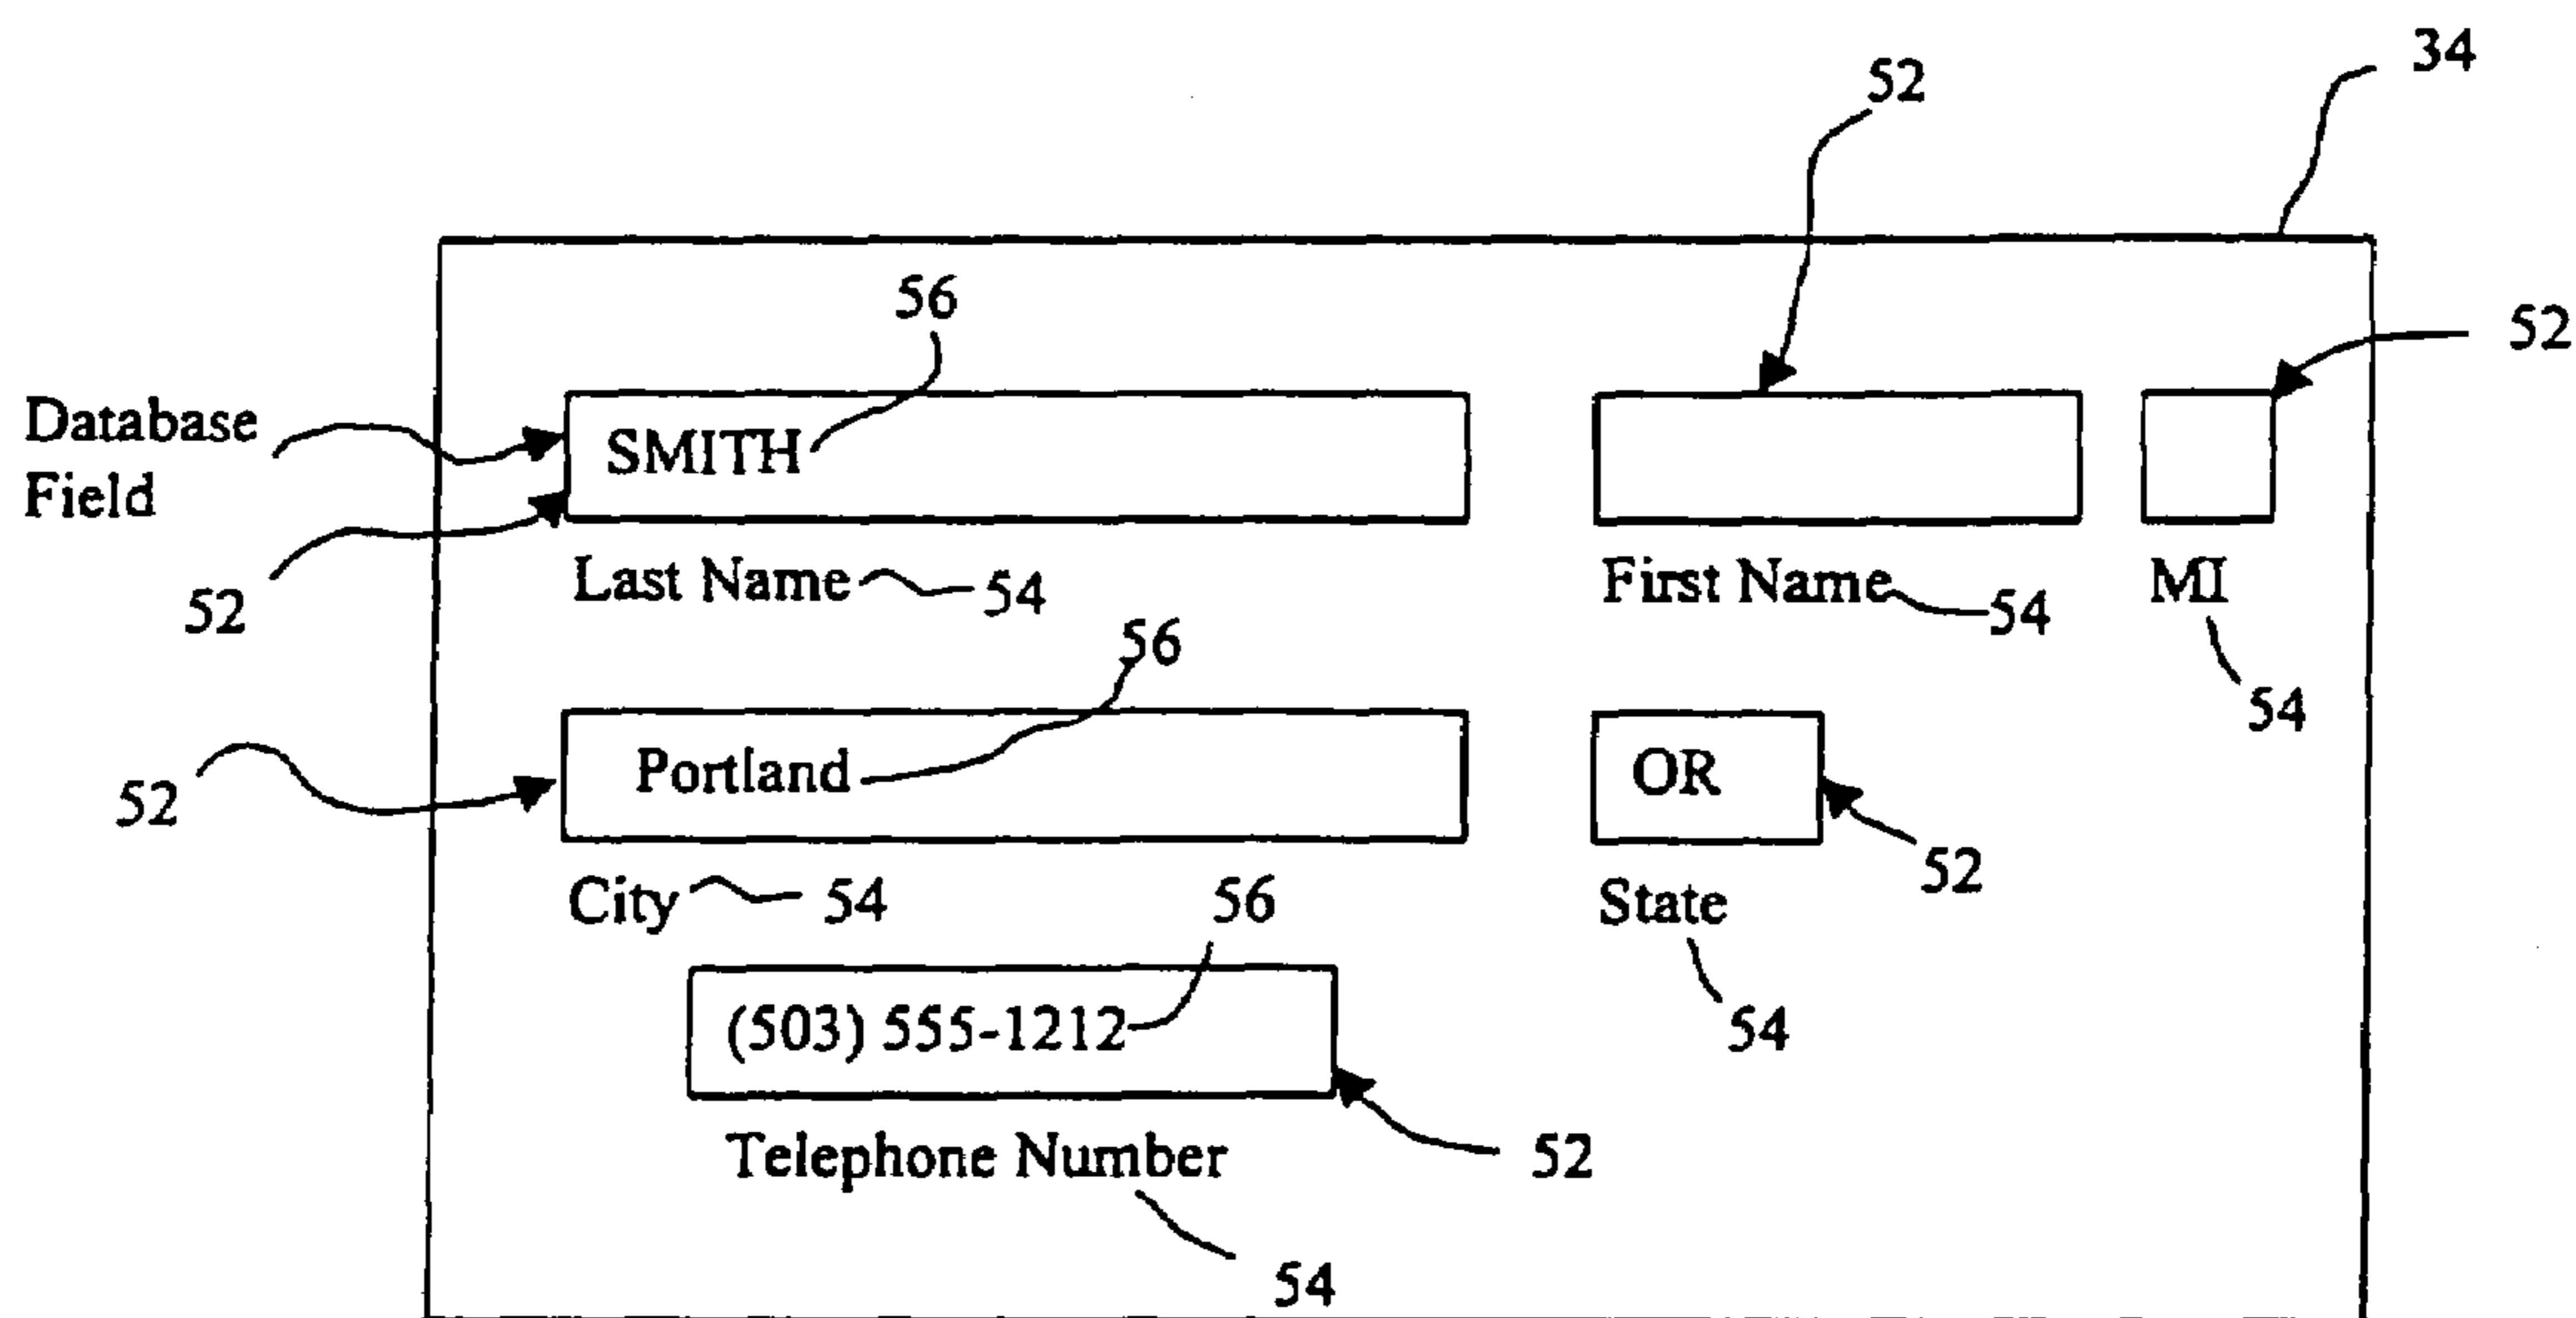 34
52
52
56
Database
Field
SMITH
52
Last Name 54
First Name 54
MI
54
56
52
Portland
OR
52
City 54
State
54
56
(503) 555-1212
52
Telephone Number
54